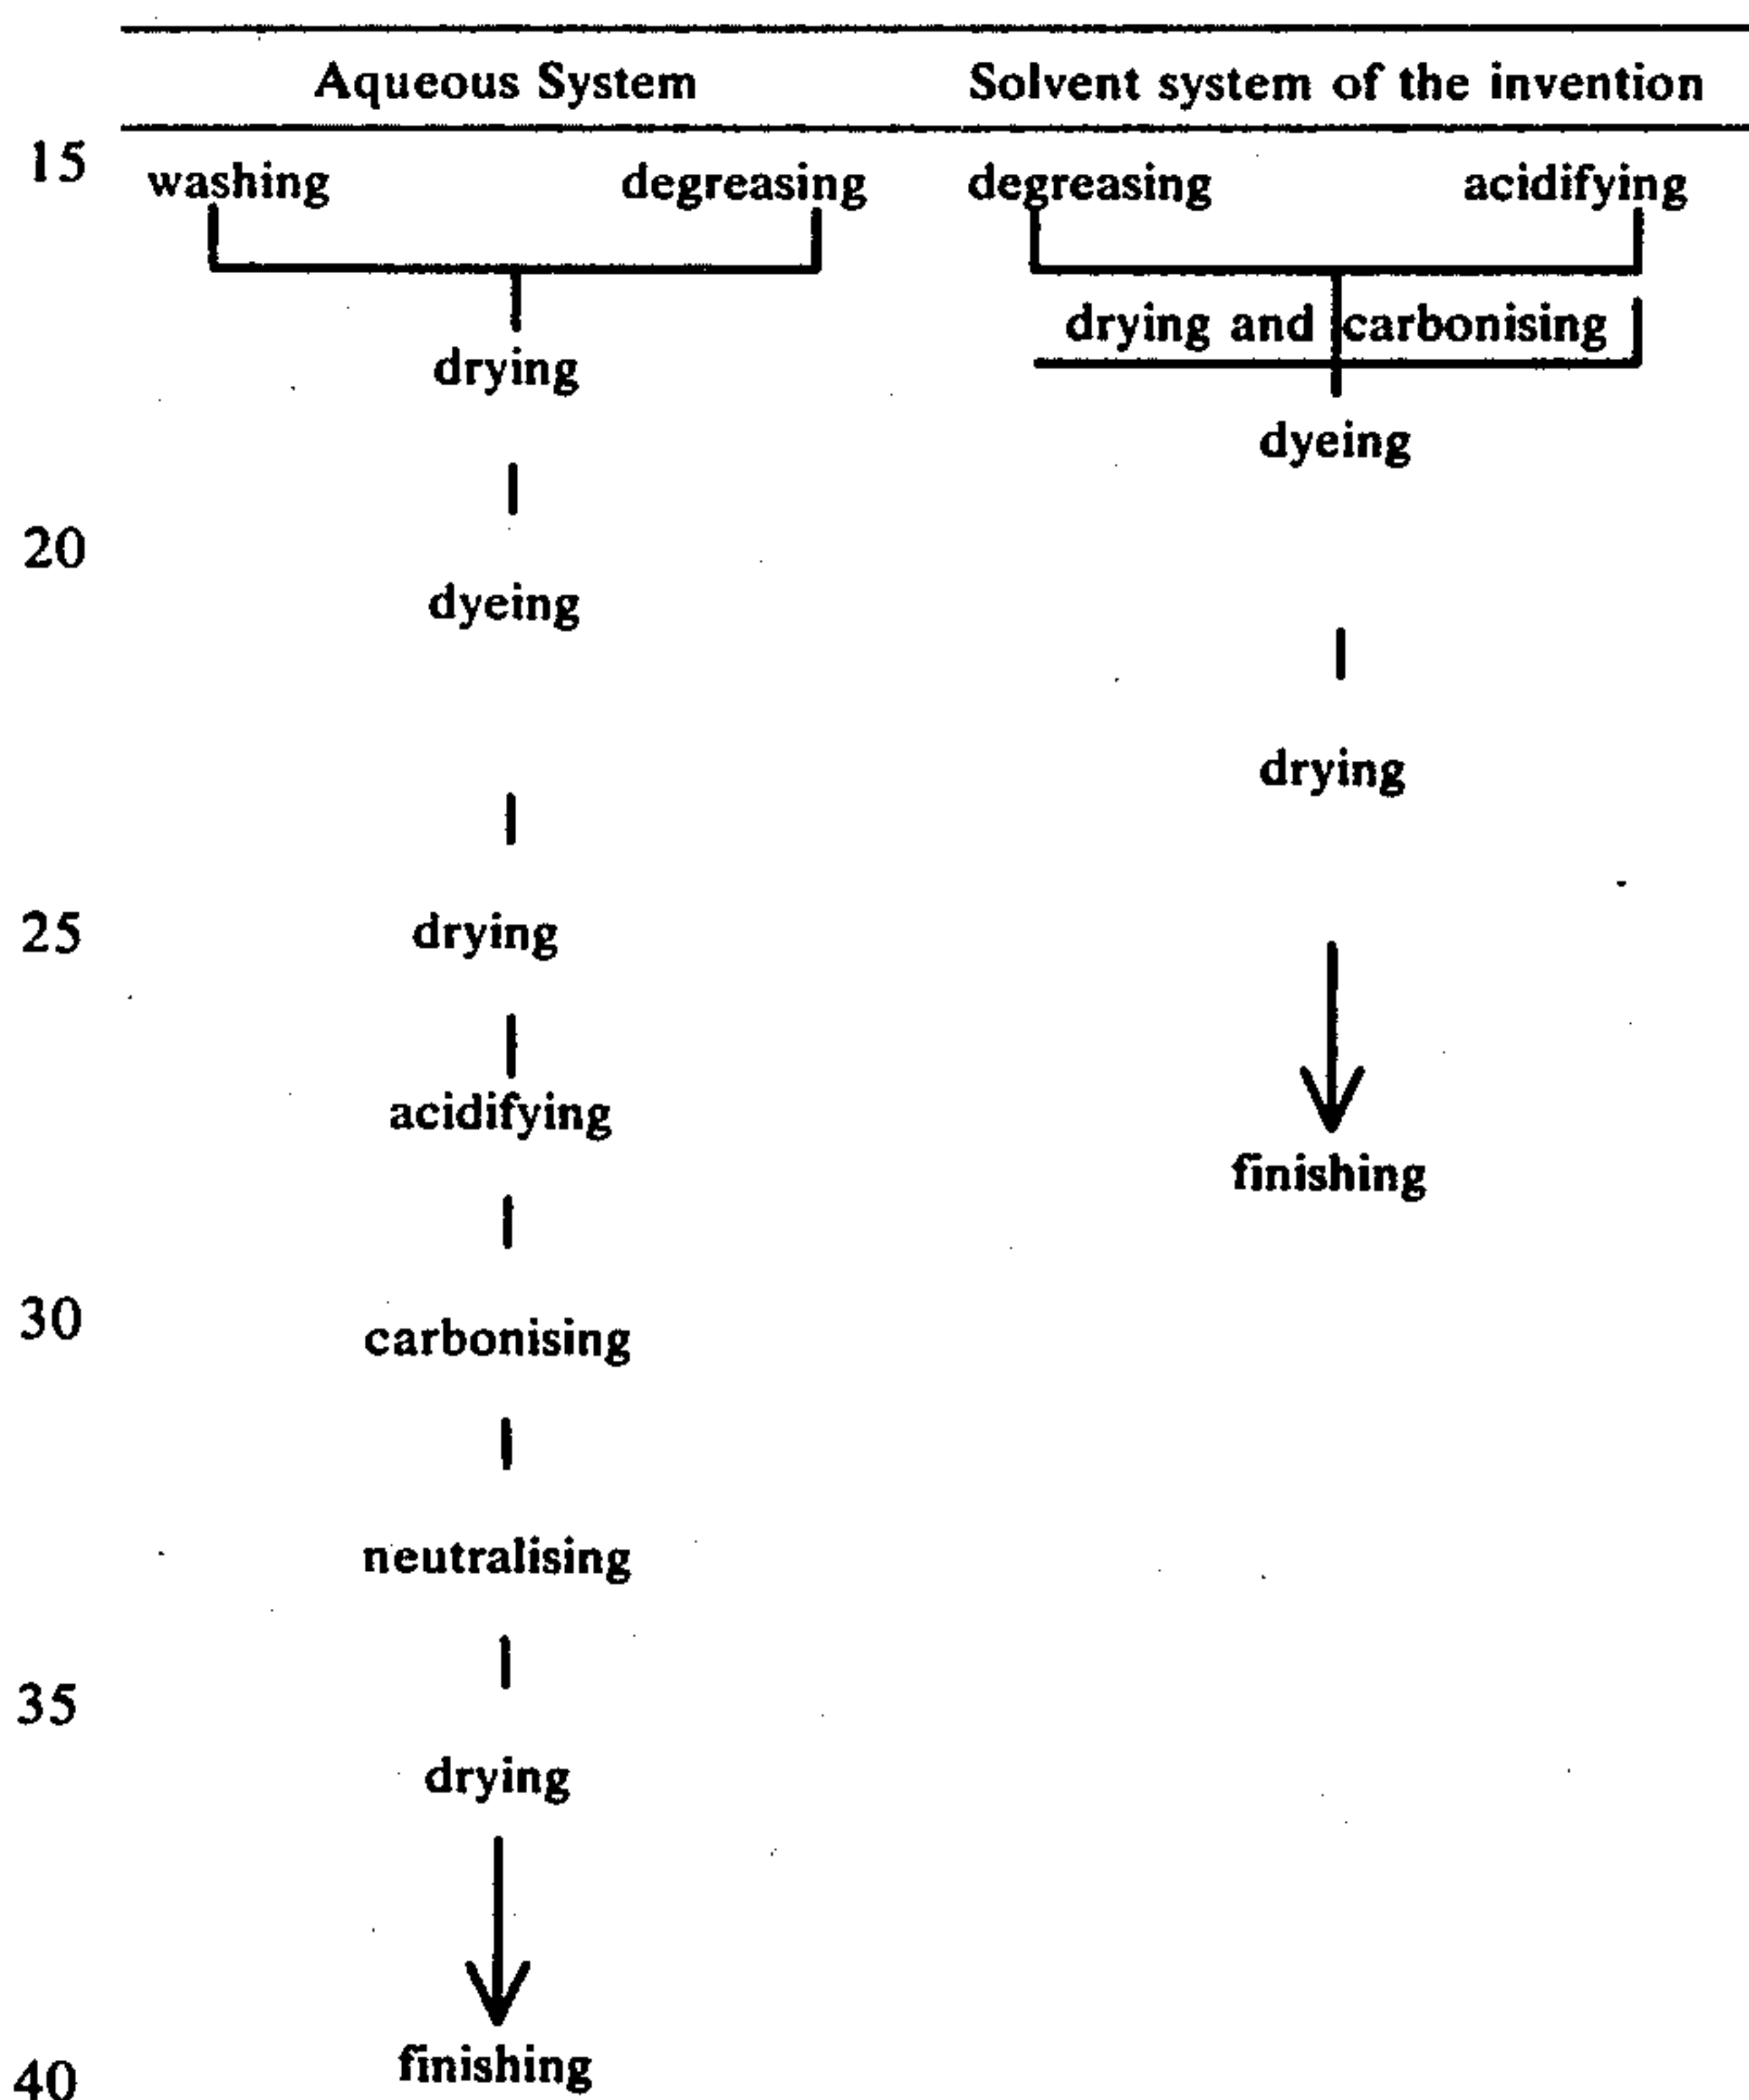 Aqueous System Solvent system of the invention
15 washing degreasing degreasing acidifying
drying and carbonising
drying
dyeing
20
dyeing
drying
25 drying
acidifying
finishing
30 carbonising
neutralising
35
drying
40 finishing